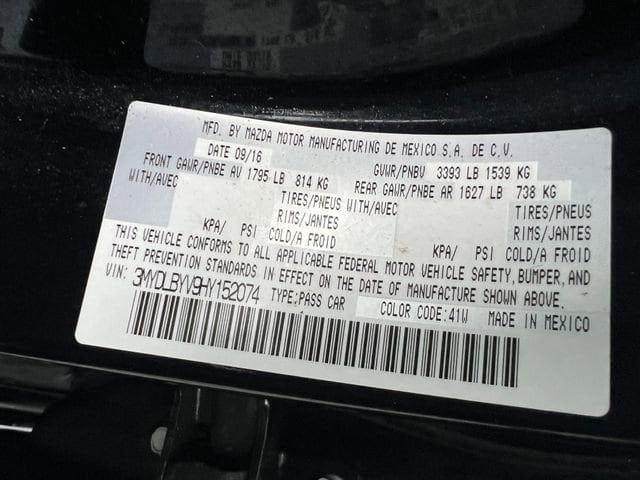 MFD. BY MAZDA MOTOR MANUFACTURING DE MEXICO S.A. DE C.V.
DATE 09/16 GVWR/PNBV 3393 LB 1539 KG
FRONT GAWR/PNBE AV 1795 LB 814 KG REAR GAWR/PNBE AR 1627 LB 738 KG
WITH/AVEC TIRES/PNEUS WITH/AVEC TIRES/PNEUS
RIMS/JANTES RIMS/JANTES
KPA/ PSI COLD/A FROID KPA/ PSI COLD/A FROID
THIS VEHICLE CONFORMS TO ALL APPLICABLE FEDERAL MOTOR VEHICLE SAFETY, BUMPER, AND
THEFT PREVENTION STANDARDS IN EFFECT ON THE DATE OF MANUFACTURE SHOWN ABOVE.
VIN: 3MYDLBYV9HY152074 TYPE:PASS CAR COLOR CODE:41W MADE IN MEXICO